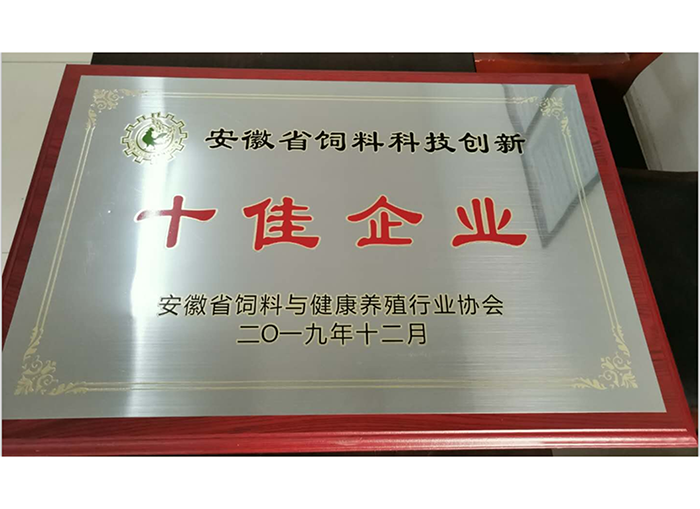 安徽省饲料科技创新
十佳企业
安徽省饲料与健康养殖行业协会
二〇一九年十二月